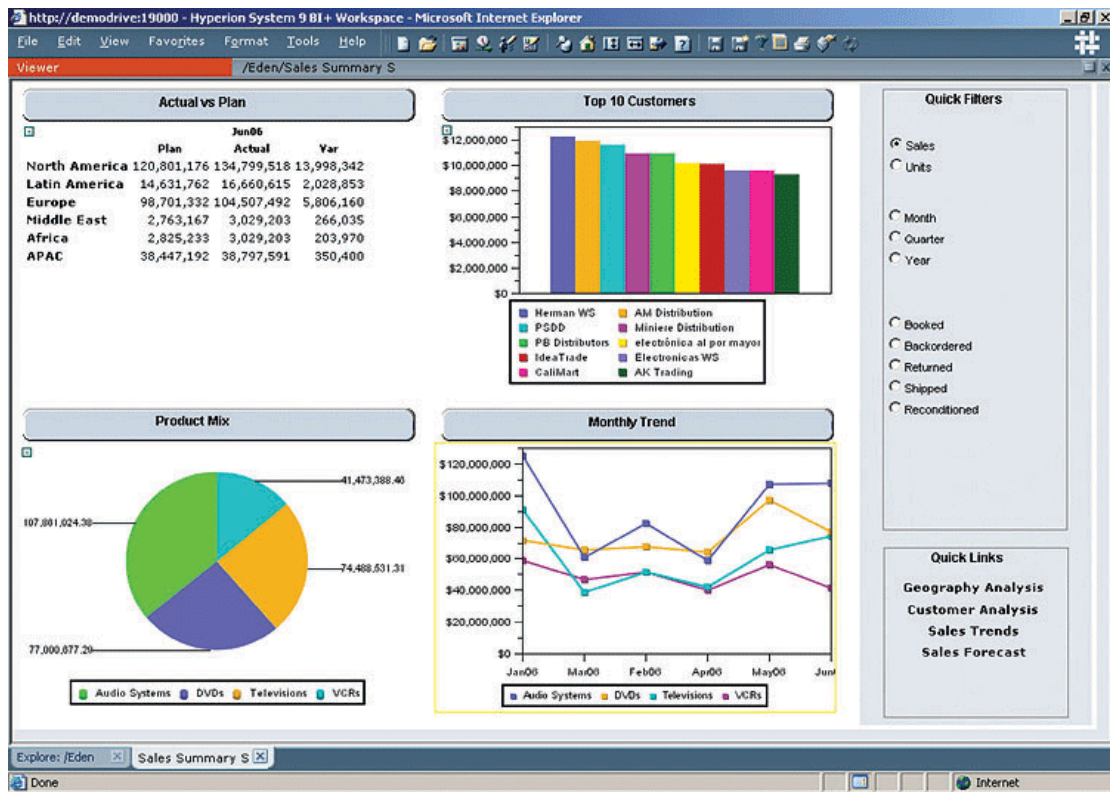 http://demodrive:19000 - Hyperion System 9 BI+ Workspace - Microsoft Internet Explorer
File Edit View Favorites Format Tools Help
Viewer /Eden/Sales Summary S
Actual vs Plan
Jun06
Plan Actual Var
North America 120,801,176 134,799,518 13,998,342
Latin America 14,631,762 16,660,615 2,028,853
Europe 98,701,332 104,507,492 5,806,160
Middle East 2,763,167 3,029,203 266,035
Africa 2,825,233 3,029,203 203,970
APAC 38,447,192 38,797,591 350,400
Top 10 Customers
$12,000,000
$10,000,000
$8,000,000
$6,000,000
$4,000,000
$2,000,000
$0
Herman WS AM Distribution
PSDD Miniere Distribution
PB Distributors electrónica al por mayor
IdeaTrade Electronicas WS
CaliMart AK Trading
Quick Filters
Sales
Units
Month
Quarter
Year
Booked
Backordered
Returned
Shipped
Reconditioned
Product Mix
41,473,388.46
107,801,024.38
74,488,531.31
77,000,877.29
Audio Systems DVDs Televisions VCRs
Monthly Trend
$120,000,000
$100,000,000
$80,000,000
$60,000,000
$40,000,000
$20,000,000
$0
Jan06 Mar06 Feb06 Apr06 May06
Audio Systems DVDs Televisions VCRs
Quick Links
Geography Analysis
Customer Analysis
Sales Trends
Sales Forecast
Explore: /Eden Sales Summary S
Done Internet